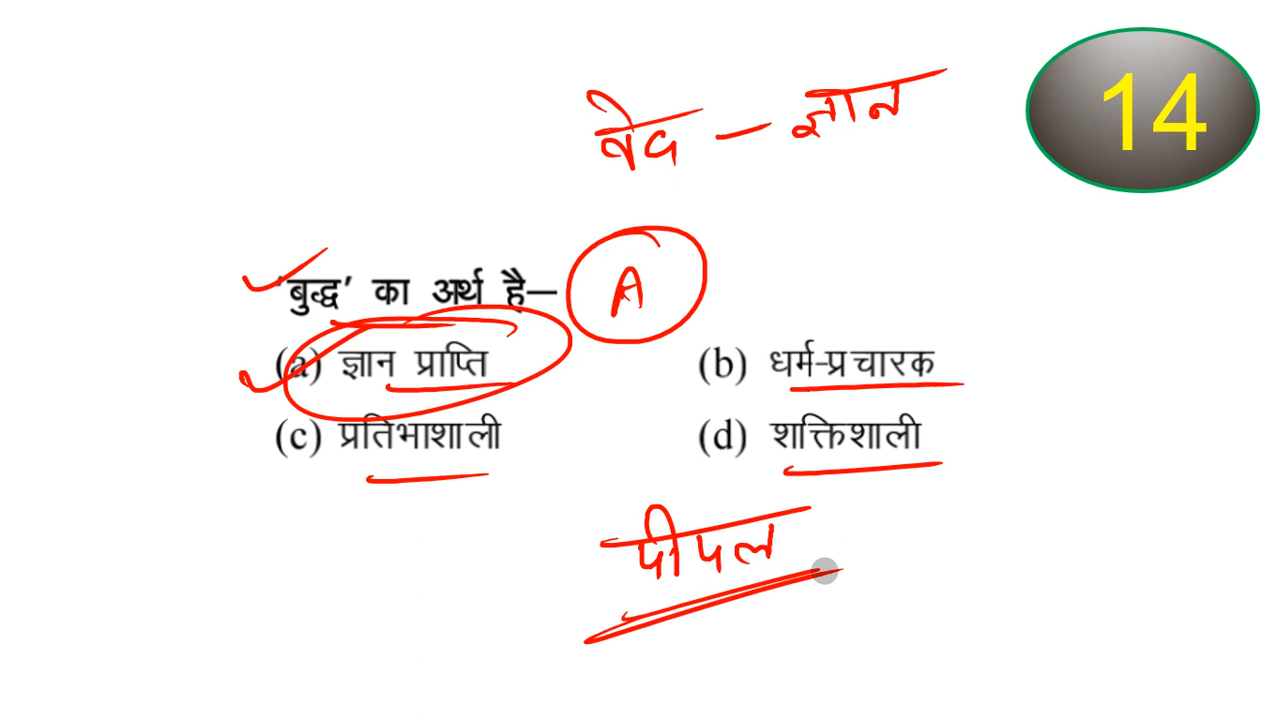 14
वेद – ज्ञान
‘बुद्ध’ का अर्थ है– A
(a) ज्ञान प्राप्ति (b) धर्म-प्रचारक
(c) प्रतिभाशाली (d) शक्तिशाली
पीपल